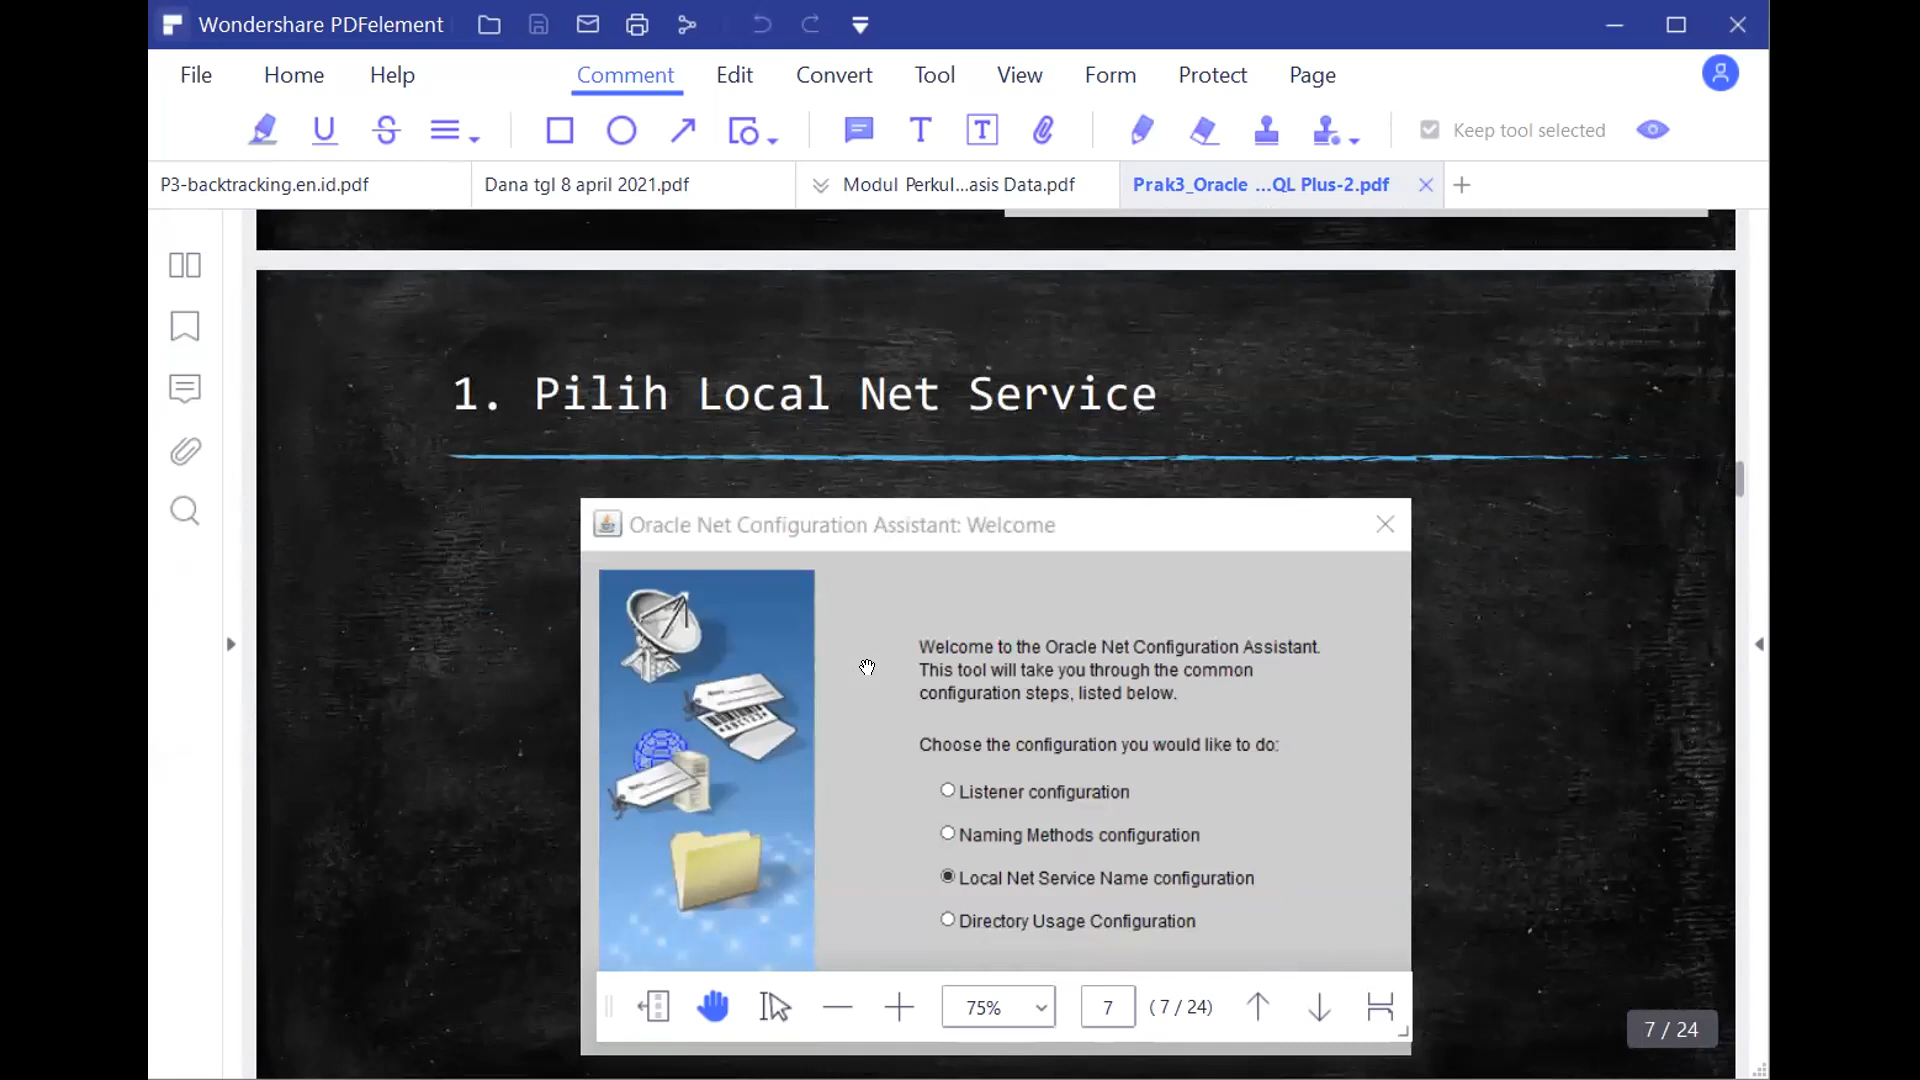 Wondershare PDFelement
File Home Help Comment Edit Convert Tool View Form Protect Page
Keep tool selected
P3-backtracking.en.id.pdf Dana tgl 8 april 2021.pdf Modul Perkul...asis Data.pdf Prak3_Oracle ...QL Plus-2.pdf
1. Pilih Local Net Service
Oracle Net Configuration Assistant: Welcome
Welcome to the Oracle Net Configuration Assistant.
This tool will take you through the common
configuration steps, listed below.
Choose the configuration you would like to do:
Listener configuration
Naming Methods configuration
Local Net Service Name configuration
Directory Usage Configuration
75% 7 (7 / 24)
7 / 24